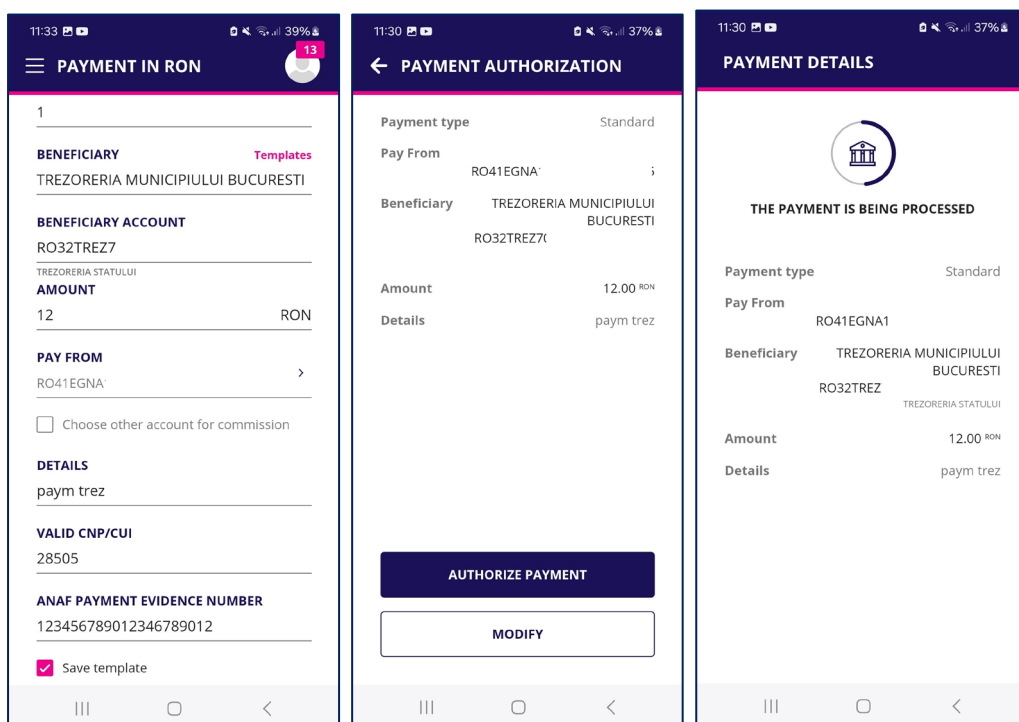 11:33 39%
13
PAYMENT IN RON
1
BENEFICIARY Templates
TREZORERIA MUNICIPIULUI BUCURESTI
BENEFICIARY ACCOUNT
RO32TREZ7
TREZORERIA STATULUI
AMOUNT
12 RON
PAY FROM
RO41EGNA
Choose other account for commission
DETAILS
paym trez
VALID CNP/CUI
28505
ANAF PAYMENT EVIDENCE NUMBER
123456789012346789012
Save template
11:30 37%
PAYMENT AUTHORIZATION
Payment type Standard
Pay From
RO41EGNA
Beneficiary TREZORERIA MUNICIPIULUI
BUCURESTI
RO32TREZ7
Amount 12.00 RON
Details paym trez
AUTHORIZE PAYMENT
MODIFY
11:30 37%
PAYMENT DETAILS
THE PAYMENT IS BEING PROCESSED
Payment type Standard
Pay From
RO41EGNA1
Beneficiary TREZORERIA MUNICIPIULUI
BUCURESTI
RO32TREZ
TREZORERIA STATULUI
Amount 12.00 RON
Details paym trez